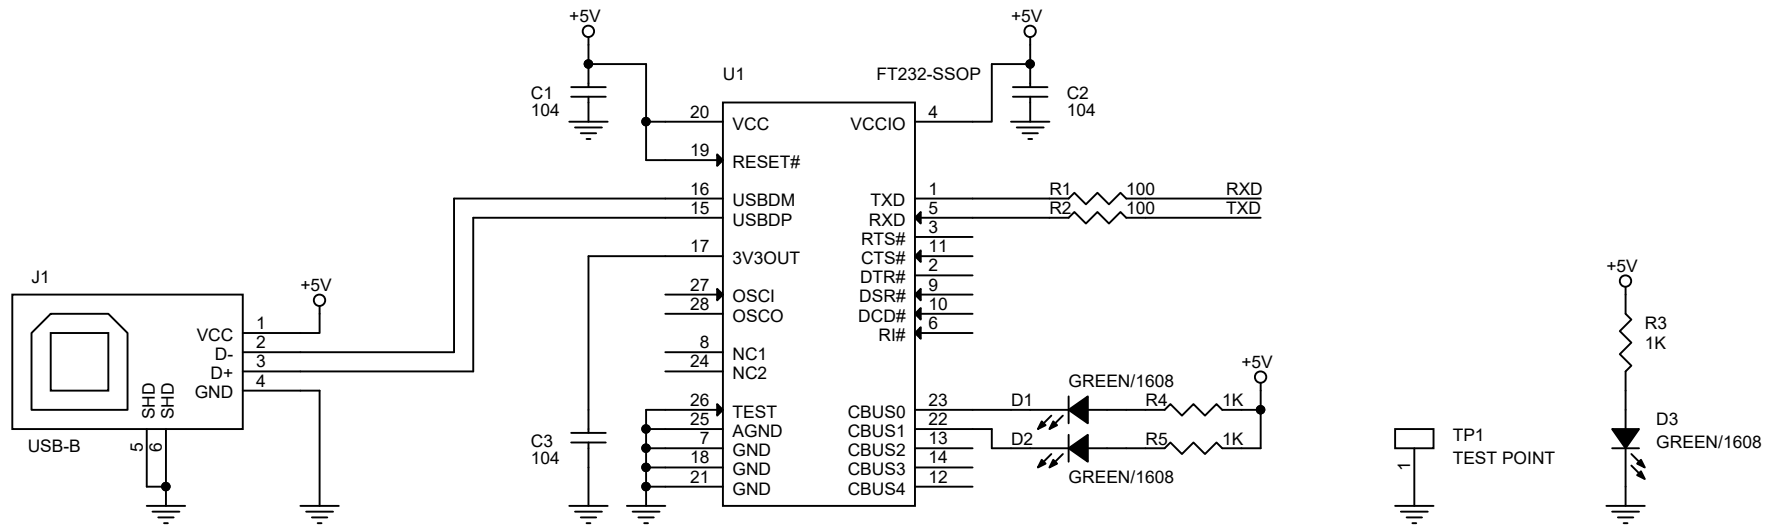 +5V
+5V
U1
FT232-SSOP
C1
104
C2
104
20
VCC
VCCIO
4
19
RESET#
16
USBDM
TXD
1
R1
100
RXD
15
USBDP
RXD
5
R2
100
TXD
RTS#
3
17
3V3OUT
CTS#
11
DTR#
2
27
OSCI
DSR#
9
28
OSCO
DCD#
10
RI#
6
8
NC1
24
NC2
26
TEST
CBUS0
23
25
AGND
CBUS1
22
7
GND
CBUS2
13
18
GND
CBUS3
14
21
GND
CBUS4
12
J1
+5V
VCC
1
D-
2
D+
3
GND
4
SHD
SHD
5
6
USB-B
C3
104
GREEN/1608
D1
R4
1K
+5V
D2
R5
1K
GREEN/1608
TP1
TEST POINT
1
+5V
R3
1K
D3
GREEN/1608